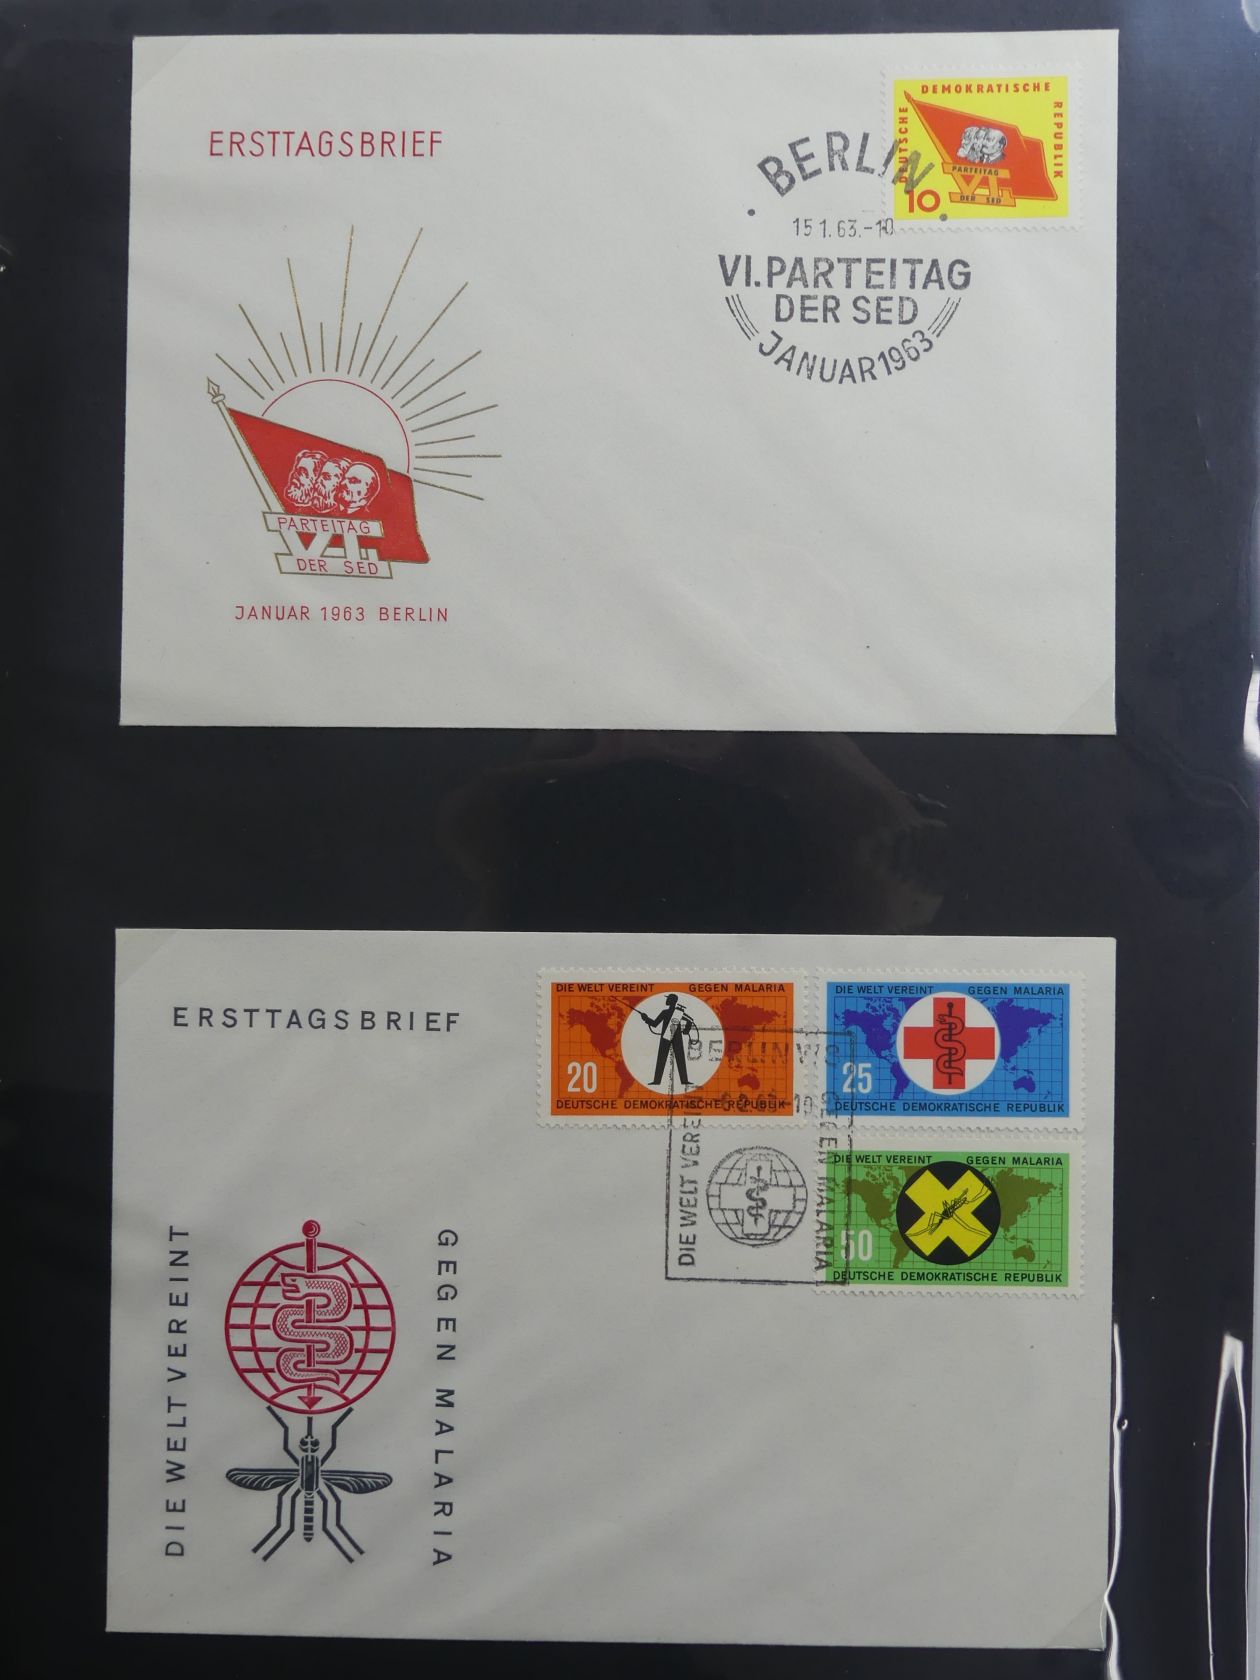 ERSTTAGSBRIEF
DEUTSCHE DEMOKRATISCHE REPUBLIK
PARTEITAG
VI.
DER SED
10
BERLIN
15.1.63.-10
VI. PARTEITAG
DER SED
JANUAR 1963
PARTEITAG
VI.
DER SED
JANUAR 1963 BERLIN
ERSTTAGSBRIEF
DIE WELT VEREINT GEGEN MALARIA
20
DEUTSCHE DEMOKRATISCHE REPUBLIK
DIE WELT VEREINT GEGEN MALARIA
25
DEUTSCHE DEMOKRATISCHE REPUBLIK
DIE WELT VEREINT GEGEN MALARIA
50
DEUTSCHE DEMOKRATISCHE REPUBLIK
BERLIN W 8
DIE WELT VEREINT
GEGEN MALARIA
DIE WELT VEREINT
GEGEN MALARIA